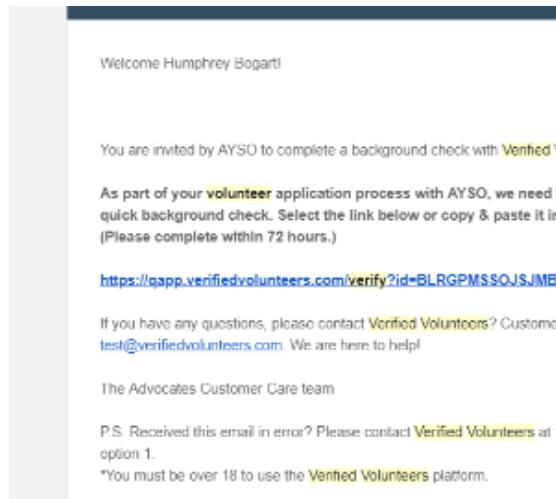 Welcome Humphrey Bogart!
You are invited by AYSO to complete a background check with Verified
As part of your volunteer application process with AYSO, we need
quick background check. Select the link below or copy & paste it
(Please complete within 72 hours.)
https://qapp.verifiedvolunteers.com/verify?id=BLRGPMSSOJSJMB
If you have any questions, please contact Verified Volunteers? Custome
test@verifiedvolunteers.com. We are here to help!
The Advocates Customer Care team
P.S. Received this email in error? Please contact Verified Volunteers at
option 1.
*You must be over 18 to use the Verified Volunteers platform.